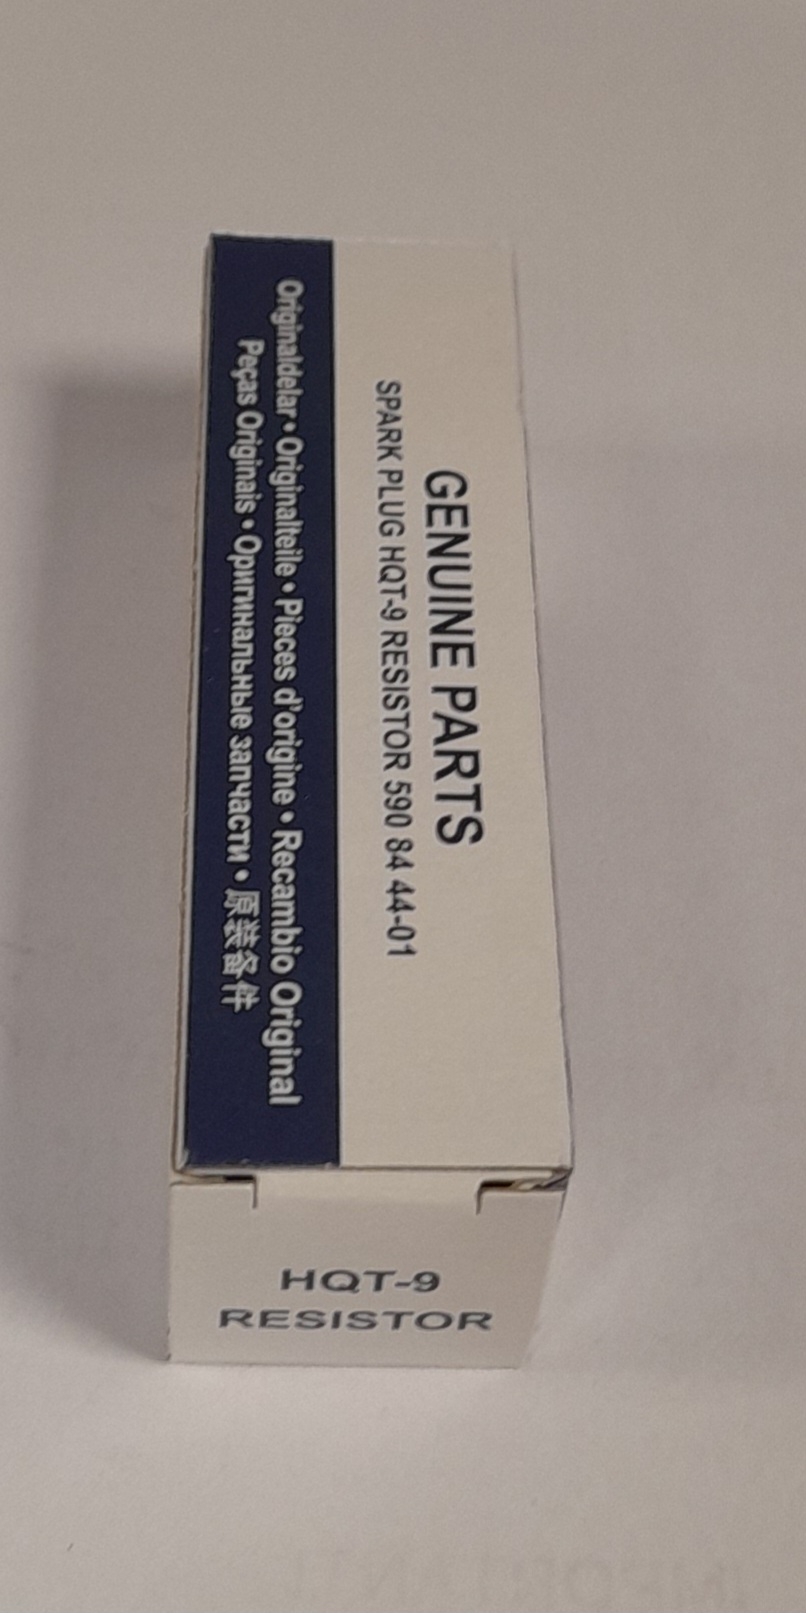 GENUINE PARTS
SPARK PLUG HQT-9 RESISTOR 590 84 44-01
Originaldelar • Originalteile • Pieces d'origine • Recambio Original
Peças Originais • Оригинальные запчасти • 原装备件
HQT-9
RESISTOR